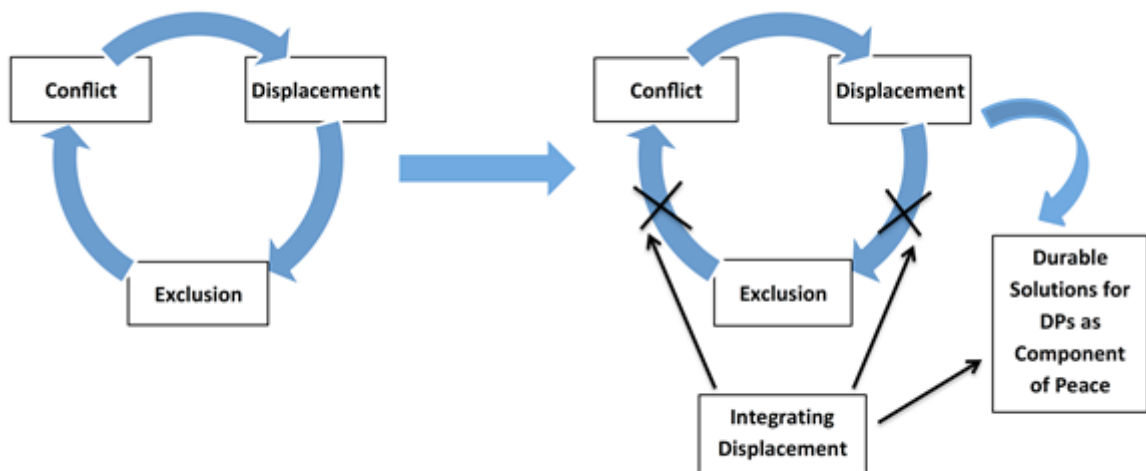 Conflict
Displacement
Exclusion
Conflict
Displacement
Exclusion
Durable
Solutions for
DPs as
Component
of Peace
Integrating
Displacement